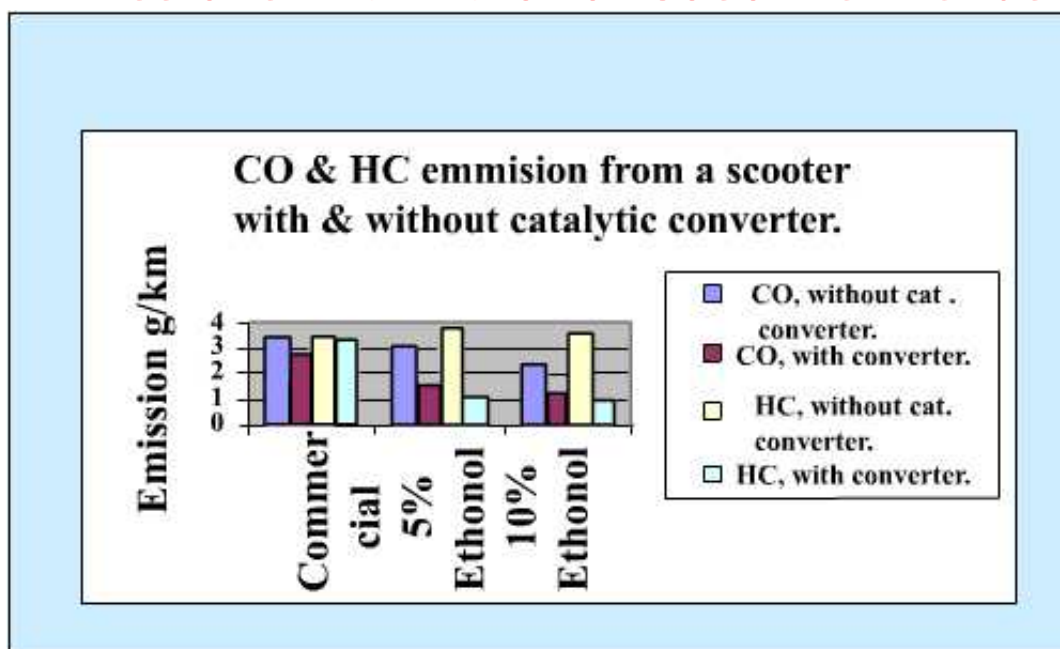 CO & HC emmision from a scooter
with & without catalytic converter.
Emission g/km
4
3
2
1
0
Commer
cial
5%
Ethonol
10%
Ethonol
CO, without cat .
converter.
CO, with converter.
HC, without cat.
converter.
HC, with converter.